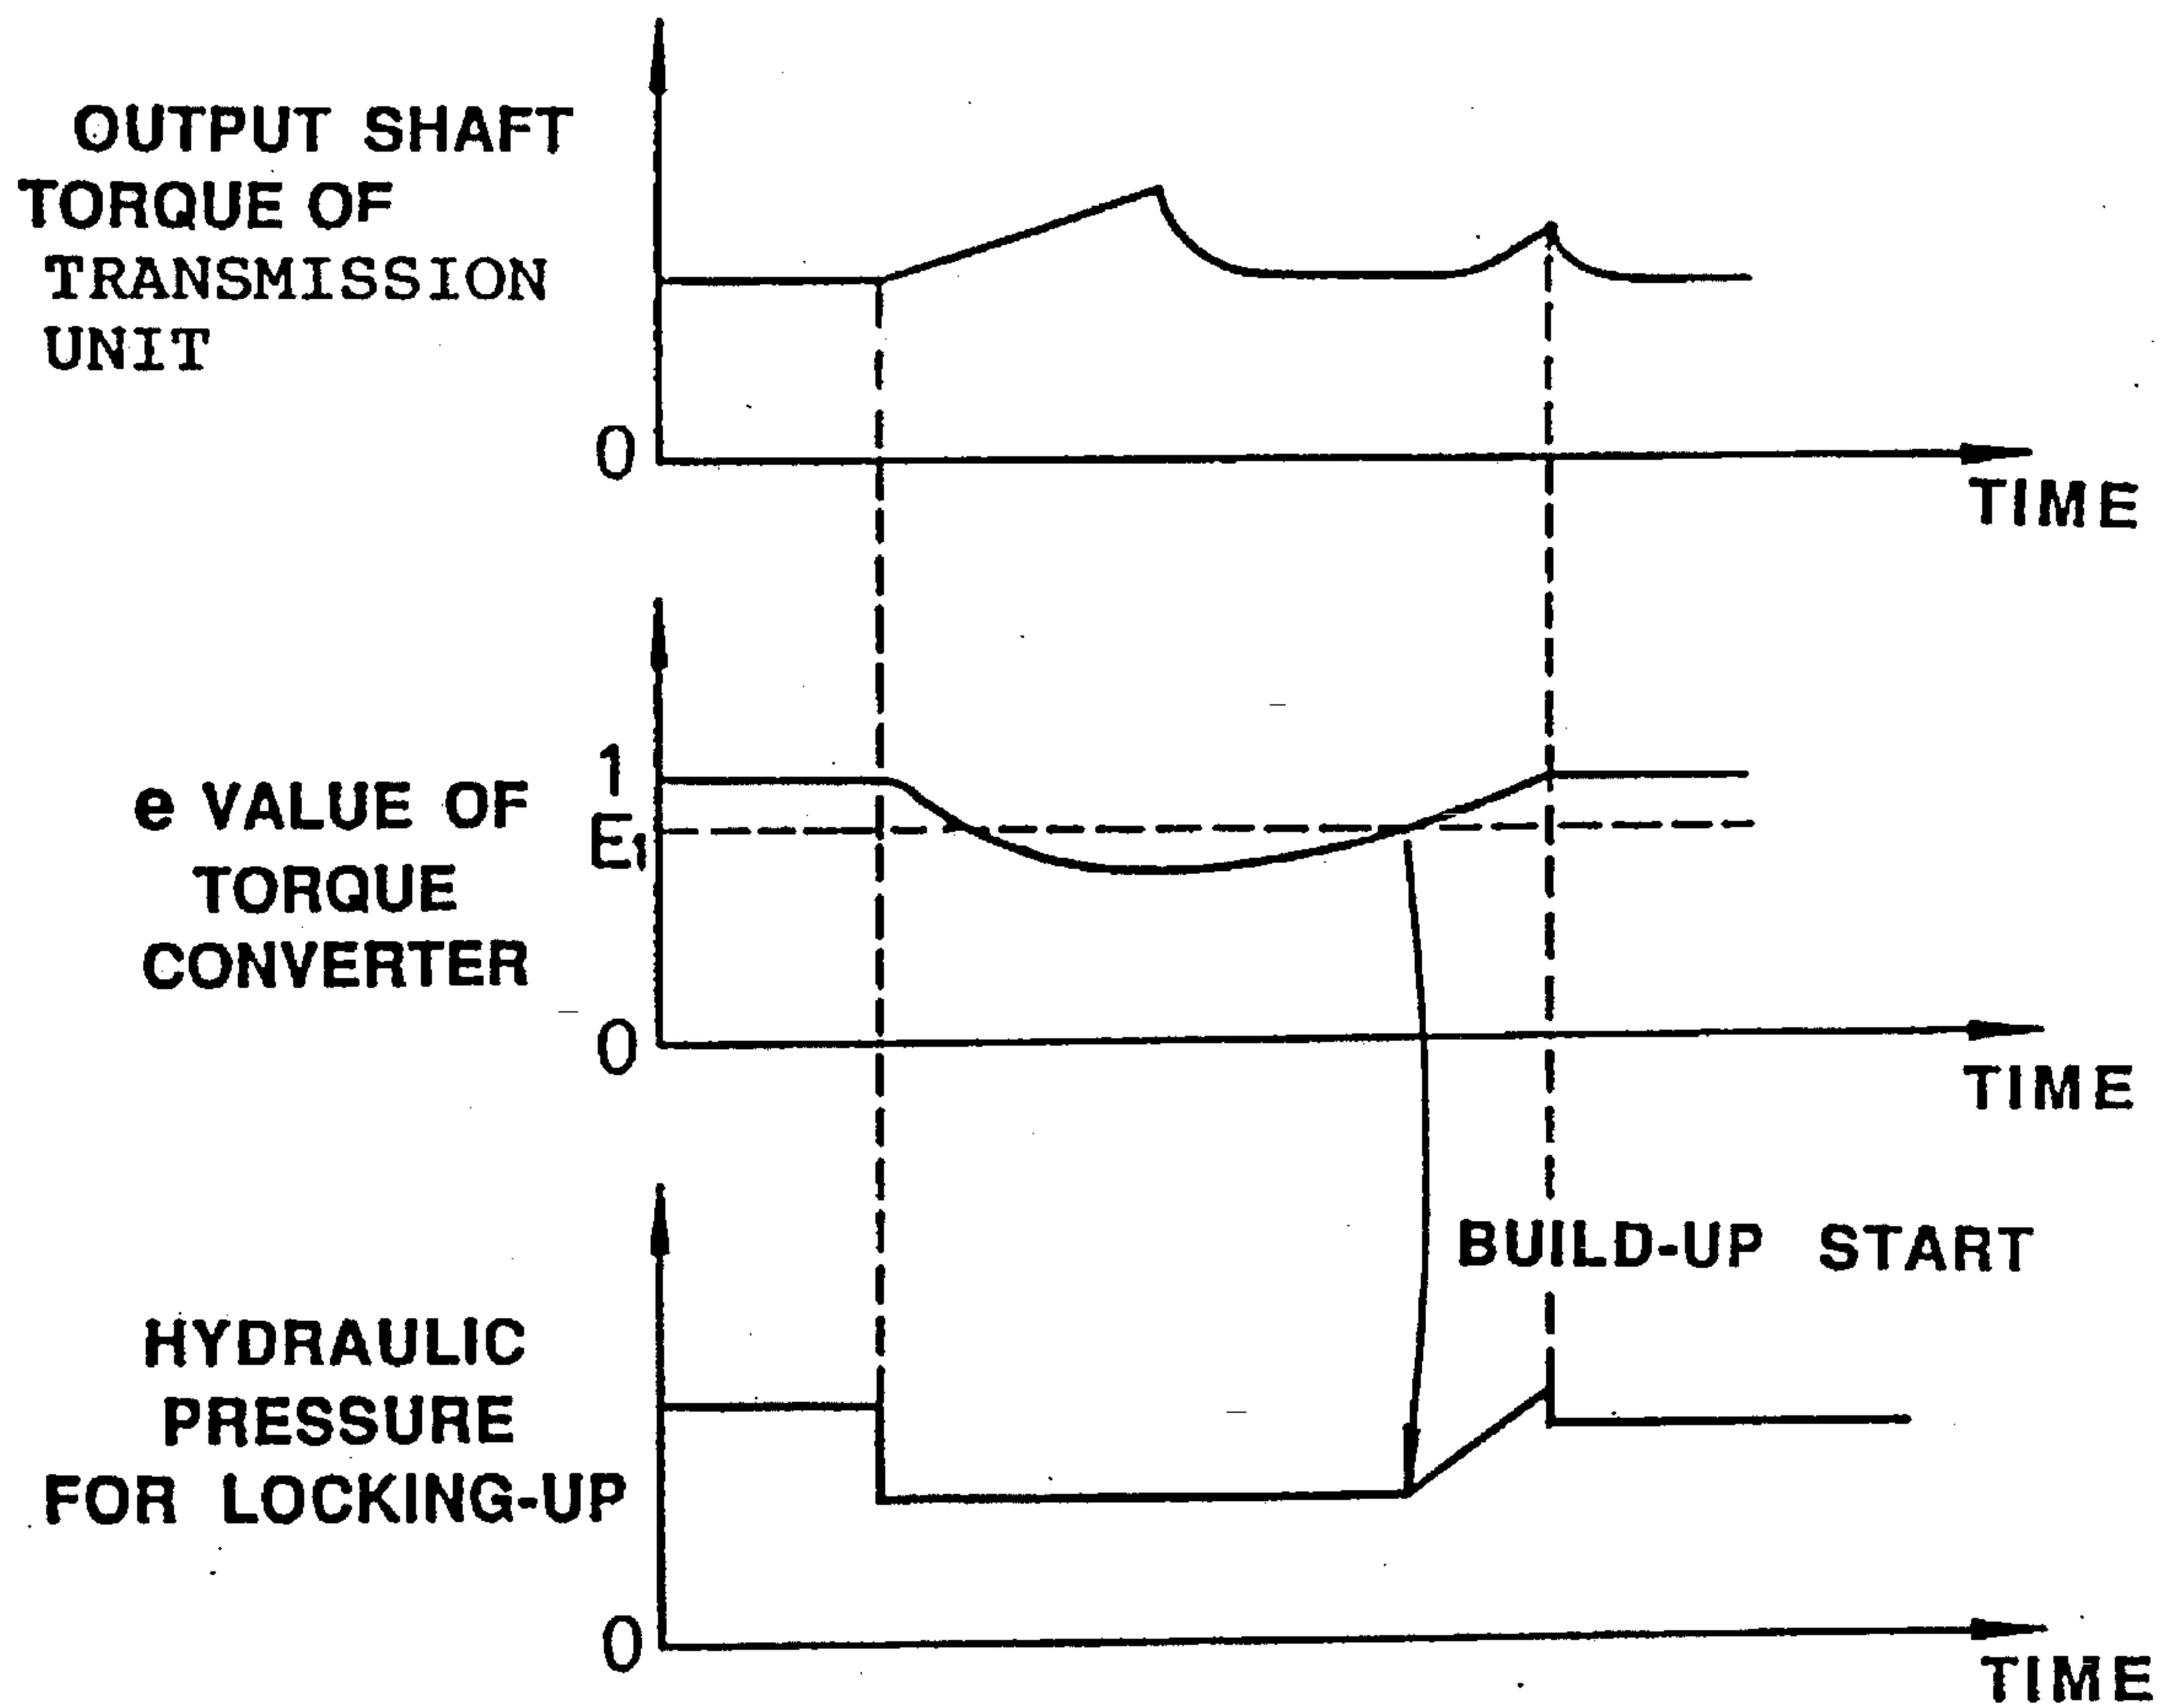 OUTPUT SHAFT
TORQUE OF
TRANSMISSION
UNIT
0
TIME
1
E1
e VALUE OF
TORQUE
CONVERTER
0
TIME
BUILD-UP START
HYDRAULIC
PRESSURE
FOR LOCKING-UP
0
TIME